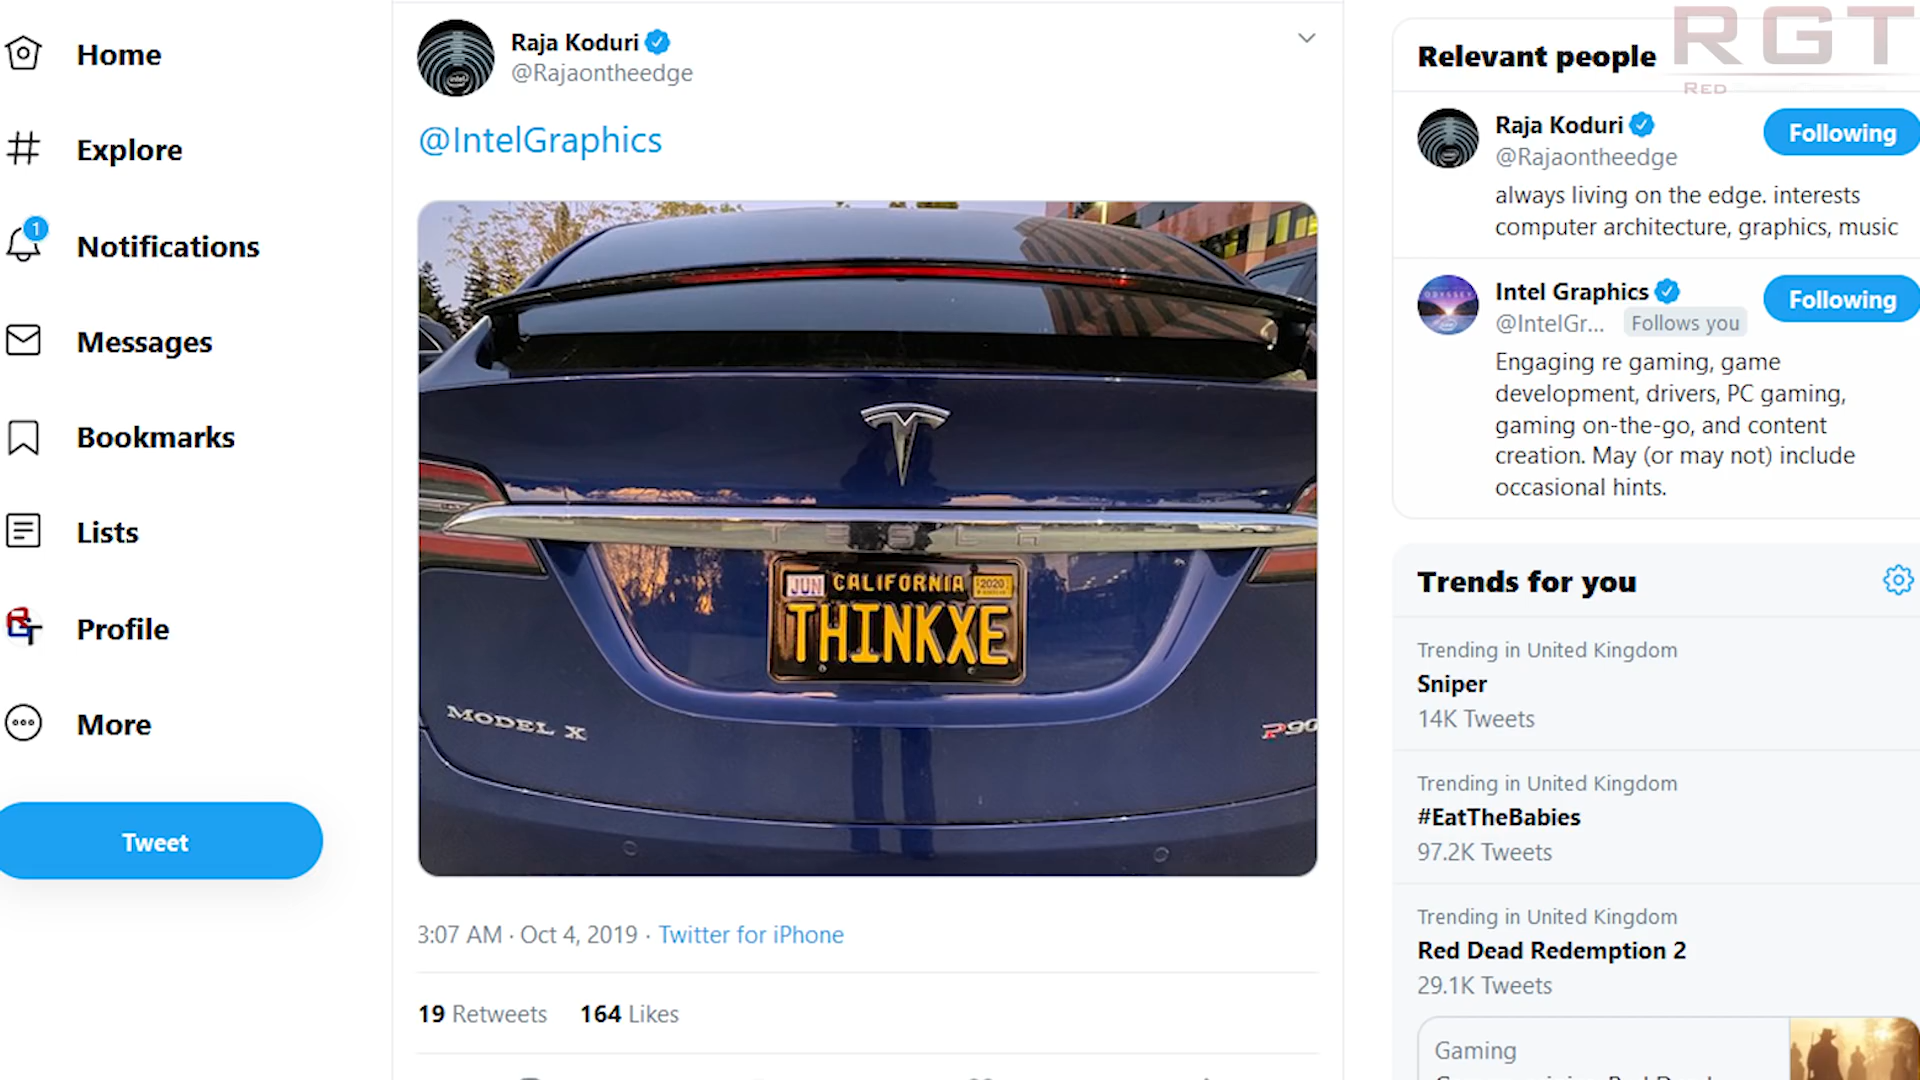 Home
Explore
1
Notifications
Messages
Bookmarks
Lists
Profile
More
Tweet
Raja Koduri
@Rajaontheedge
@IntelGraphics
TESLA
JUN CALIFORNIA 2020
THINKXE
MODEL X
P90
3:07 AM · Oct 4, 2019 · Twitter for iPhone
19 Retweets 164 Likes
RGT
RED
Relevant people
Raja Koduri
@Rajaontheedge
Following
always living on the edge. interests
computer architecture, graphics, music
Intel Graphics
@IntelGr... Follows you
Following
Engaging re gaming, game
development, drivers, PC gaming,
gaming on-the-go, and content
creation. May (or may not) include
occasional hints.
Trends for you
Trending in United Kingdom
Sniper
14K Tweets
Trending in United Kingdom
#EatTheBabies
97.2K Tweets
Trending in United Kingdom
Red Dead Redemption 2
29.1K Tweets
Gaming